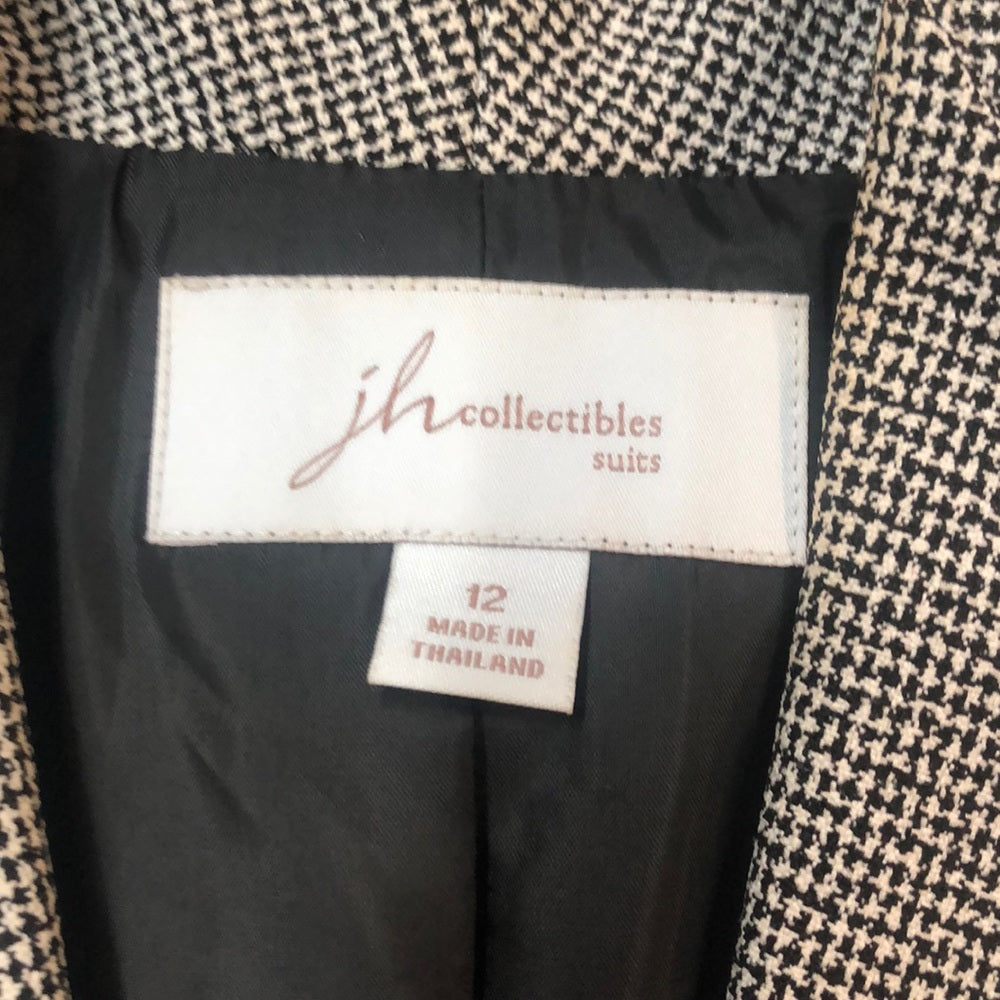 jh collectibles
suits
12
MADE IN
THAILAND